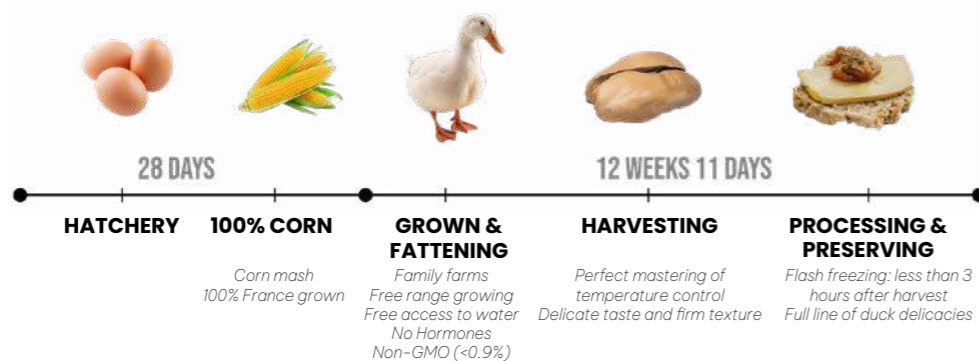 28 DAYS
12 WEEKS 11 DAYS
HATCHERY
100% CORN
Corn mash
100% France grown
GROWN &
FATTENING
Family farms
Free range growing
Free access to water
No Hormones
Non-GMO (<0.9%)
HARVESTING
Perfect mastering of
temperature control
Delicate taste and firm texture
PROCESSING &
PRESERVING
Flash freezing: less than 3
hours after harvest
Full line of duck delicacies